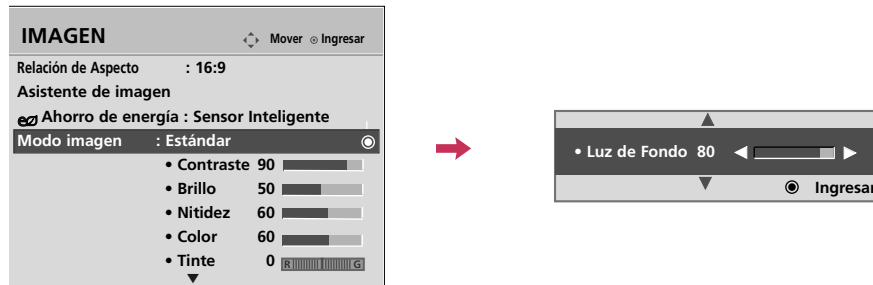 IMAGEN
Mover Ingresar
Relación de Aspecto : 16:9
Asistente de imagen
Ahorro de energía : Sensor Inteligente
Modo imagen : Estándar
• Contraste 90
• Brillo 50
• Nitidez 60
• Color 60
• Tinte 0 R G
• Luz de Fondo 80
Ingresar